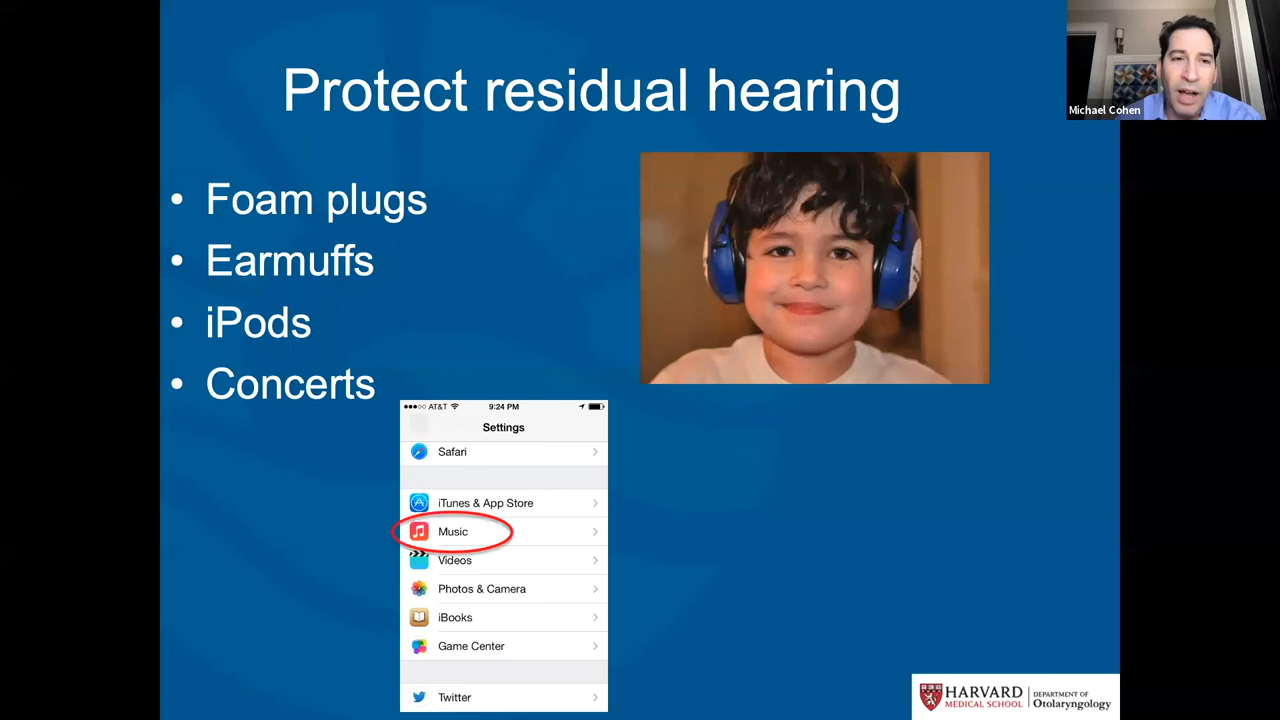 Protect residual hearing
Michael Cohen
• Foam plugs
• Earmuffs
• iPods
• Concerts
AT&T 9:24 PM
Settings
Safari
iTunes & App Store
Music
Videos
Photos & Camera
iBooks
Game Center
Twitter
HARVARD
MEDICAL SCHOOL
DEPARTMENT OF
Otolaryngology